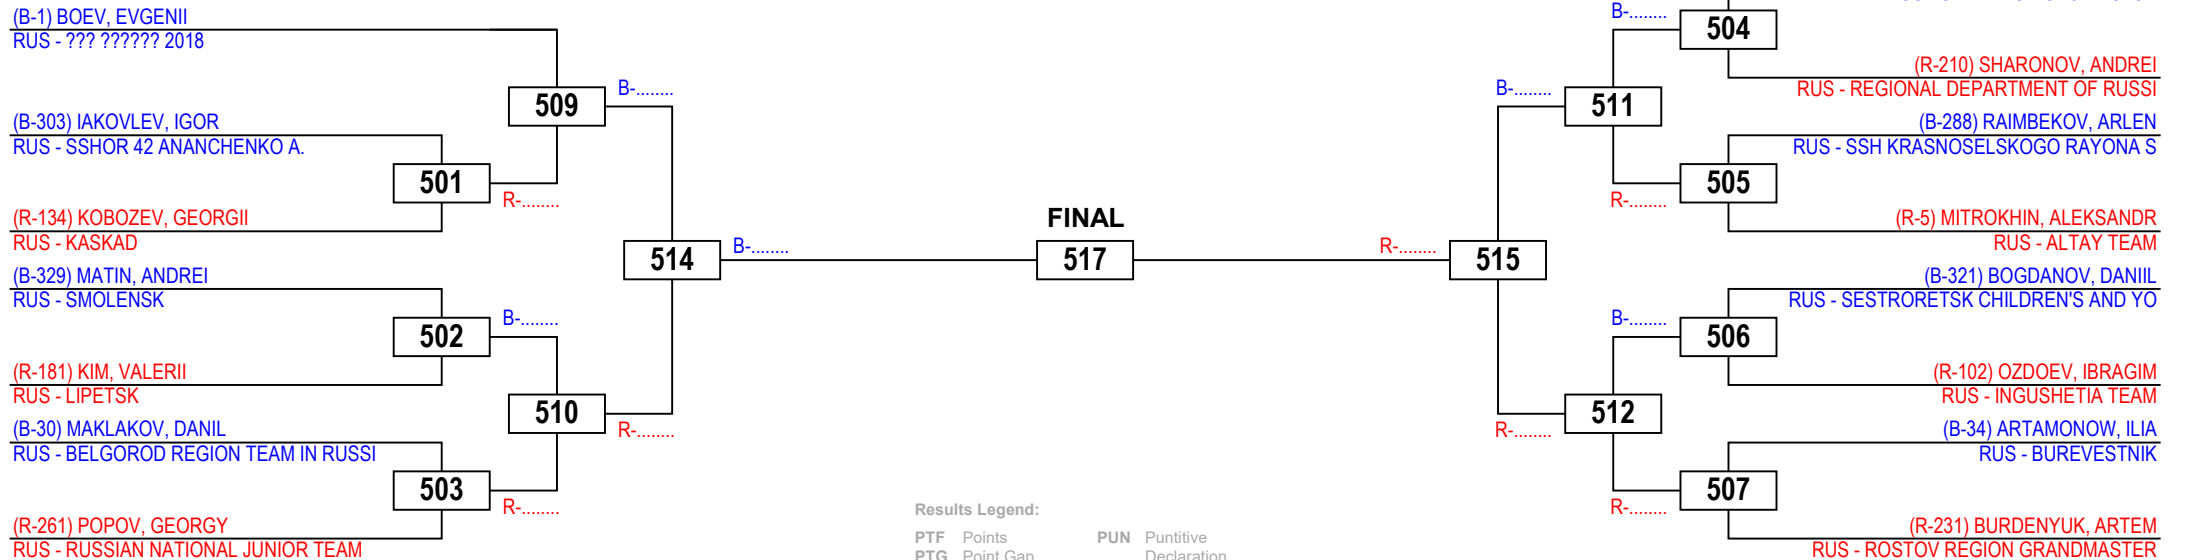 (B-1) BOEV, EVGENII
RUS - ??? ?????? 2018
(B-303) IAKOVLEV, IGOR
RUS - SSHOR 42 ANANCHENKO A.
(R-134) KOBOZEV, GEORGII
RUS - KASKAD
(B-329) MATIN, ANDREI
RUS - SMOLENSK
(R-181) KIM, VALERII
RUS - LIPETSK
(B-30) MAKLAKOV, DANIL
RUS - BELGOROD REGION TEAM IN RUSSI
(R-261) POPOV, GEORGY
RUS - RUSSIAN NATIONAL JUNIOR TEAM
501
R-........
502
B-........
503
R-........
509
B-........
510
R-........
514
B-........
FINAL
517
R-........
515
B-........
511
R-........
512
B-........
504
R-........
505
B-........
506
R-........
507
(R-210) SHARONOV, ANDREI
RUS - REGIONAL DEPARTMENT OF RUSSI
(B-288) RAIMBEKOV, ARLEN
RUS - SSH KRASNOSELSKOGO RAYONA S
(R-5) MITROKHIN, ALEKSANDR
RUS - ALTAY TEAM
(B-321) BOGDANOV, DANIIL
RUS - SESTRORETSK CHILDREN'S AND YO
(R-102) OZDOEV, IBRAGIM
RUS - INGUSHETIA TEAM
(B-34) ARTAMONOW, ILIA
RUS - BUREVESTNIK
(R-231) BURDENYUK, ARTEM
RUS - ROSTOV REGION GRANDMASTER
Results Legend:
PTF Points
PTG Point Gap
PUN Puntitive
Declaration